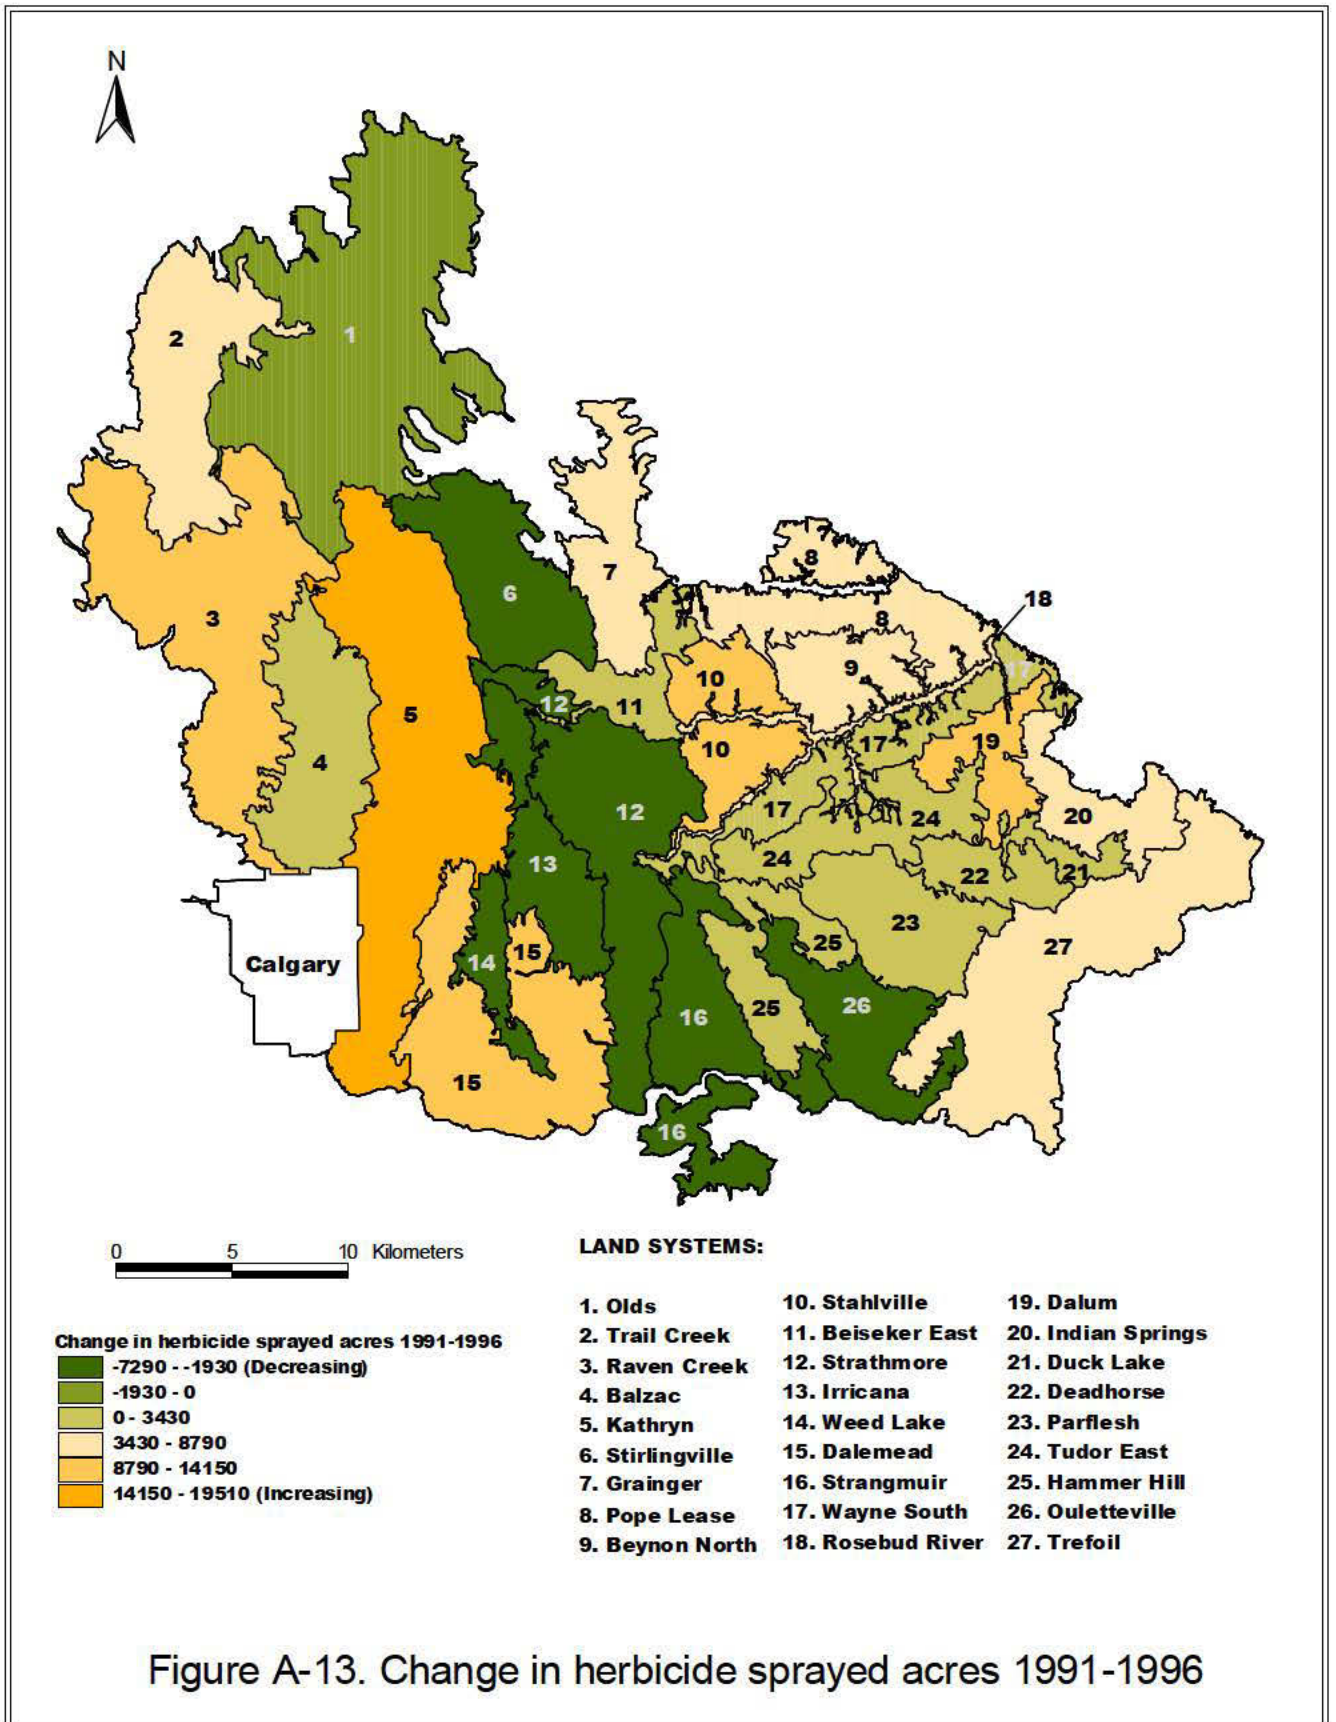 N
1
2
7
8
7
6
18
3
8
9
17
10
12
11
5
19
10
17
4
12
17
20
24
13
24
22
21
23
25
15
27
14
Calgary
26
25
16
15
16
0 5 10 Kilometers
LAND SYSTEMS:
Change in herbicide sprayed acres 1991-1996
-7290 - -1930 (Decreasing)
-1930 - 0
0 - 3430
3430 - 8790
8790 - 14150
14150 - 19510 (Increasing)
1. Olds
2. Trail Creek
3. Raven Creek
4. Balzac
5. Kathryn
6. Stirlingville
7. Grainger
8. Pope Lease
9. Beynon North
10. Stahlville
11. Beiseker East
12. Strathmore
13. Irricana
14. Weed Lake
15. Dalemead
16. Strangmuir
17. Wayne South
18. Rosebud River
19. Dalum
20. Indian Springs
21. Duck Lake
22. Deadhorse
23. Parflesh
24. Tudor East
25. Hammer Hill
26. Ouletteville
27. Trefoil
Figure A-13. Change in herbicide sprayed acres 1991-1996